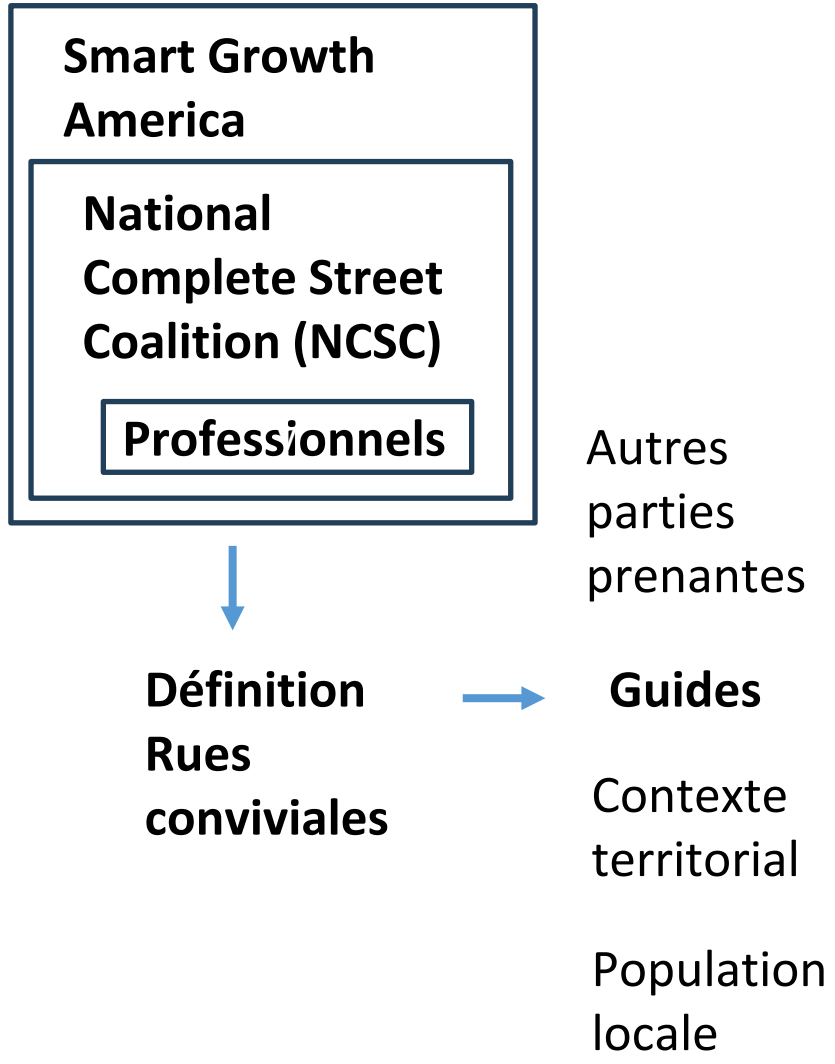 Smart Growth
America
National
Complete Street
Coalition (NCSC)
Professionnels
Autres
parties
prenantes
Définition
Rues
conviviales
Guides
Contexte
territorial
Population
locale